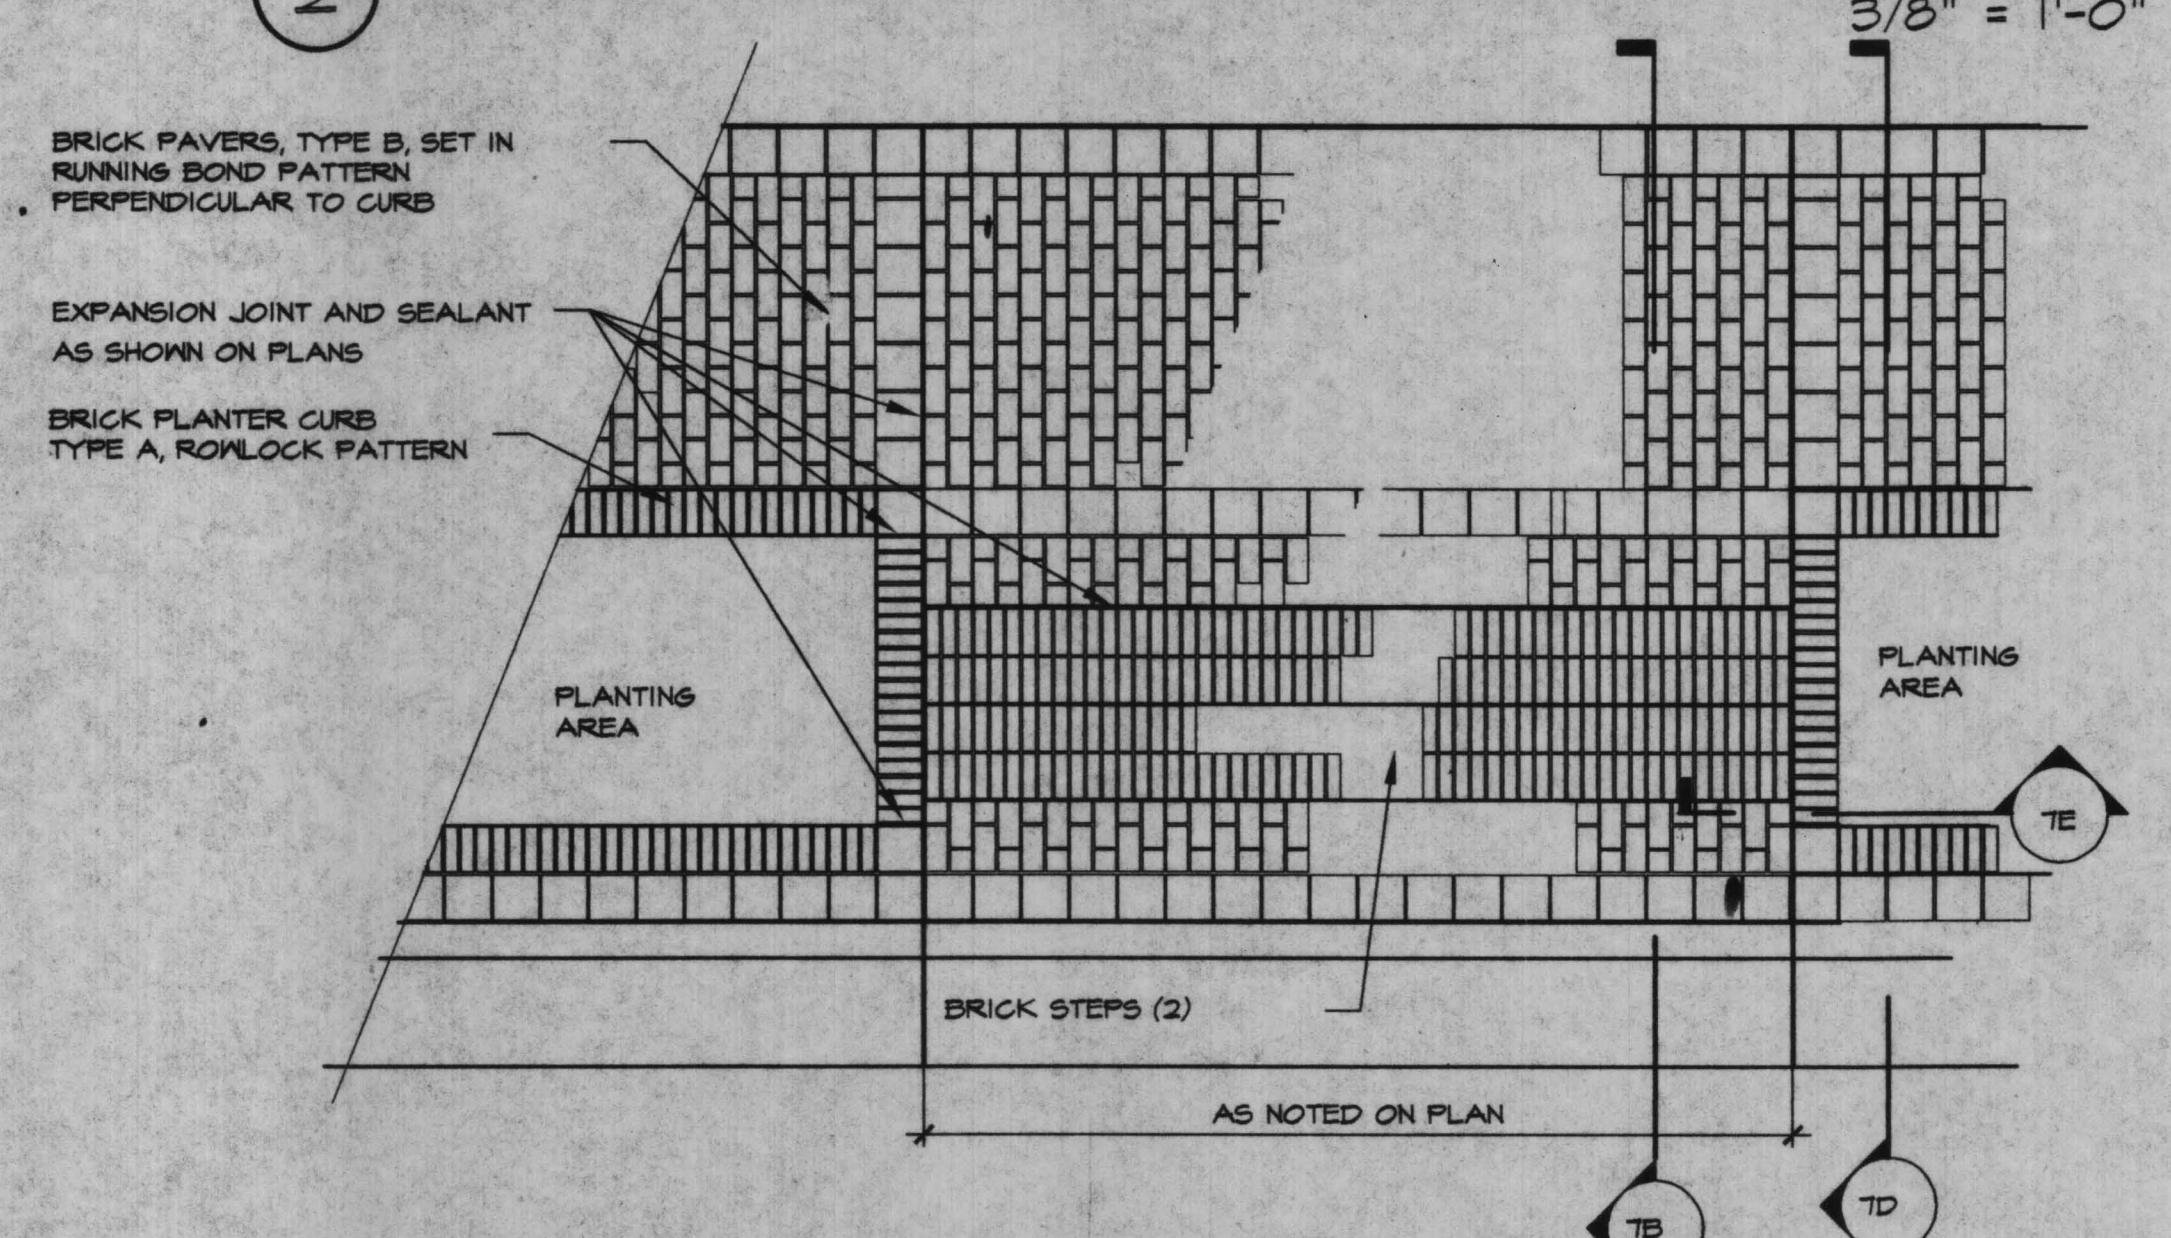 2
3/8" = 1'-0"
BRICK PAVERS, TYPE B, SET IN
RUNNING BOND PATTERN
PERPENDICULAR TO CURB
EXPANSION JOINT AND SEALANT
AS SHOWN ON PLANS
BRICK PLANTER CURB
TYPE A, ROWLOCK PATTERN
PLANTING
AREA
PLANTING
AREA
7E
BRICK STEPS (2)
AS NOTED ON PLAN
7B
7D